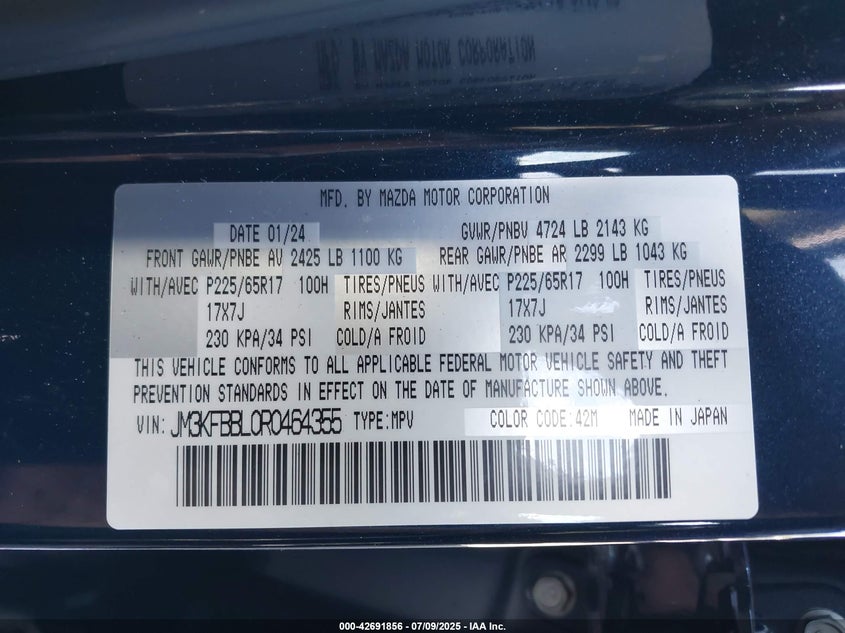 MFD. BY MAZDA MOTOR CORPORATION
MFD. BY MAZDA MOTOR CORPORATION
DATE 01/24 GVWR/PNBV 4724 LB 2143 KG
FRONT GAWR/PNBE AV 2425 LB 1100 KG REAR GAWR/PNBE AR 2299 LB 1043 KG
WITH/AVEC P225/65R17 100H TIRES/PNEUS WITH/AVEC P225/65R17 100H TIRES/PNEUS
17X7J RIMS/JANTES 17X7J RIMS/JANTES
230 KPA/34 PSI COLD/A FROID 230 KPA/34 PSI COLD/A FROID
THIS VEHICLE CONFORMS TO ALL APPLICABLE FEDERAL MOTOR VEHICLE SAFETY AND THEFT
PREVENTION STANDARDS IN EFFECT ON THE DATE OF MANUFACTURE SHOWN ABOVE.
VIN: JM3KFBBL0R0464355 TYPE:MPV COLOR CODE:42M MADE IN JAPAN
000-42691856 - 07/09/2025 - IAA Inc.